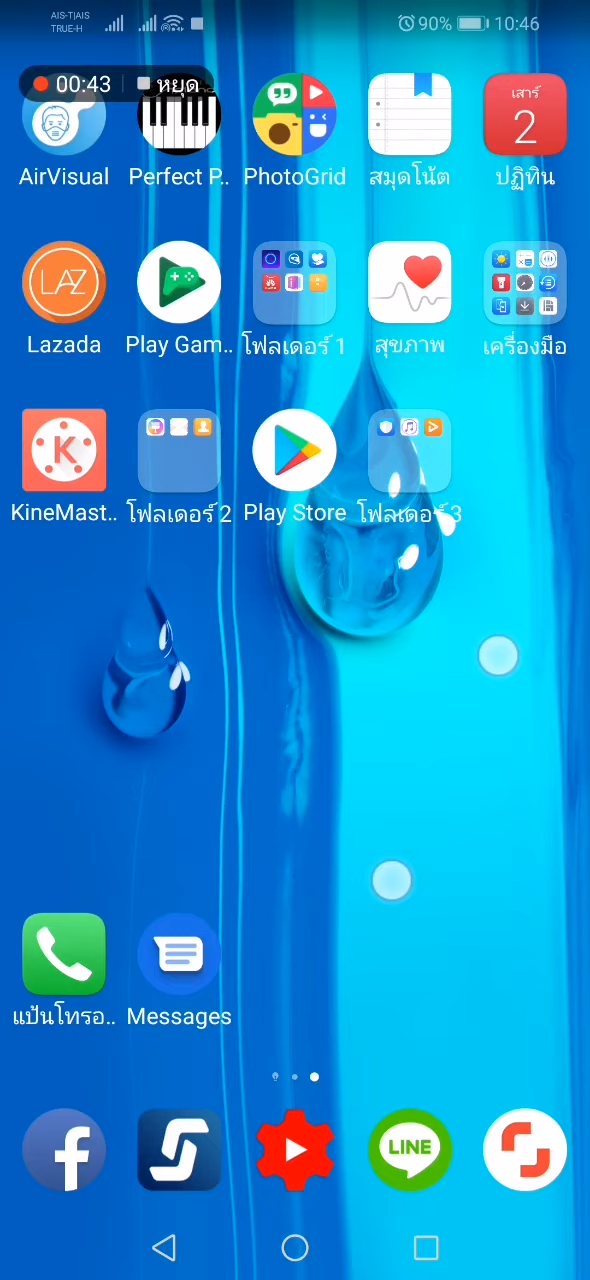 AIS-T|AIS
TRUE-H
90%
10:46
00:43
หยุด
เสาร์
2
AirVisual
Perfect P..
PhotoGrid
สมุดโน้ต
ปฏิทิน
LAZ
Lazada
Play Gam..
โฟลเดอร์ 1
สุขภาพ
เครื่องมือ
K
KineMast..
โฟลเดอร์ 2
Play Store
โฟลเดอร์ 3
แป้นโทรอ..
Messages
LINE